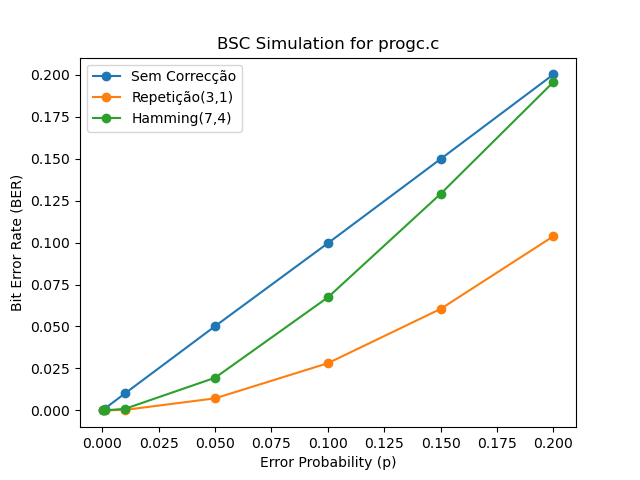 BSC Simulation for progc.c
Sem Correcção
Repetição(3,1)
Hamming(7,4)
Bit Error Rate (BER)
0.200
0.175
0.150
0.125
0.100
0.075
0.050
0.025
0.000
0.000 0.025 0.050 0.075 0.100 0.125 0.150 0.175 0.200
Error Probability (p)